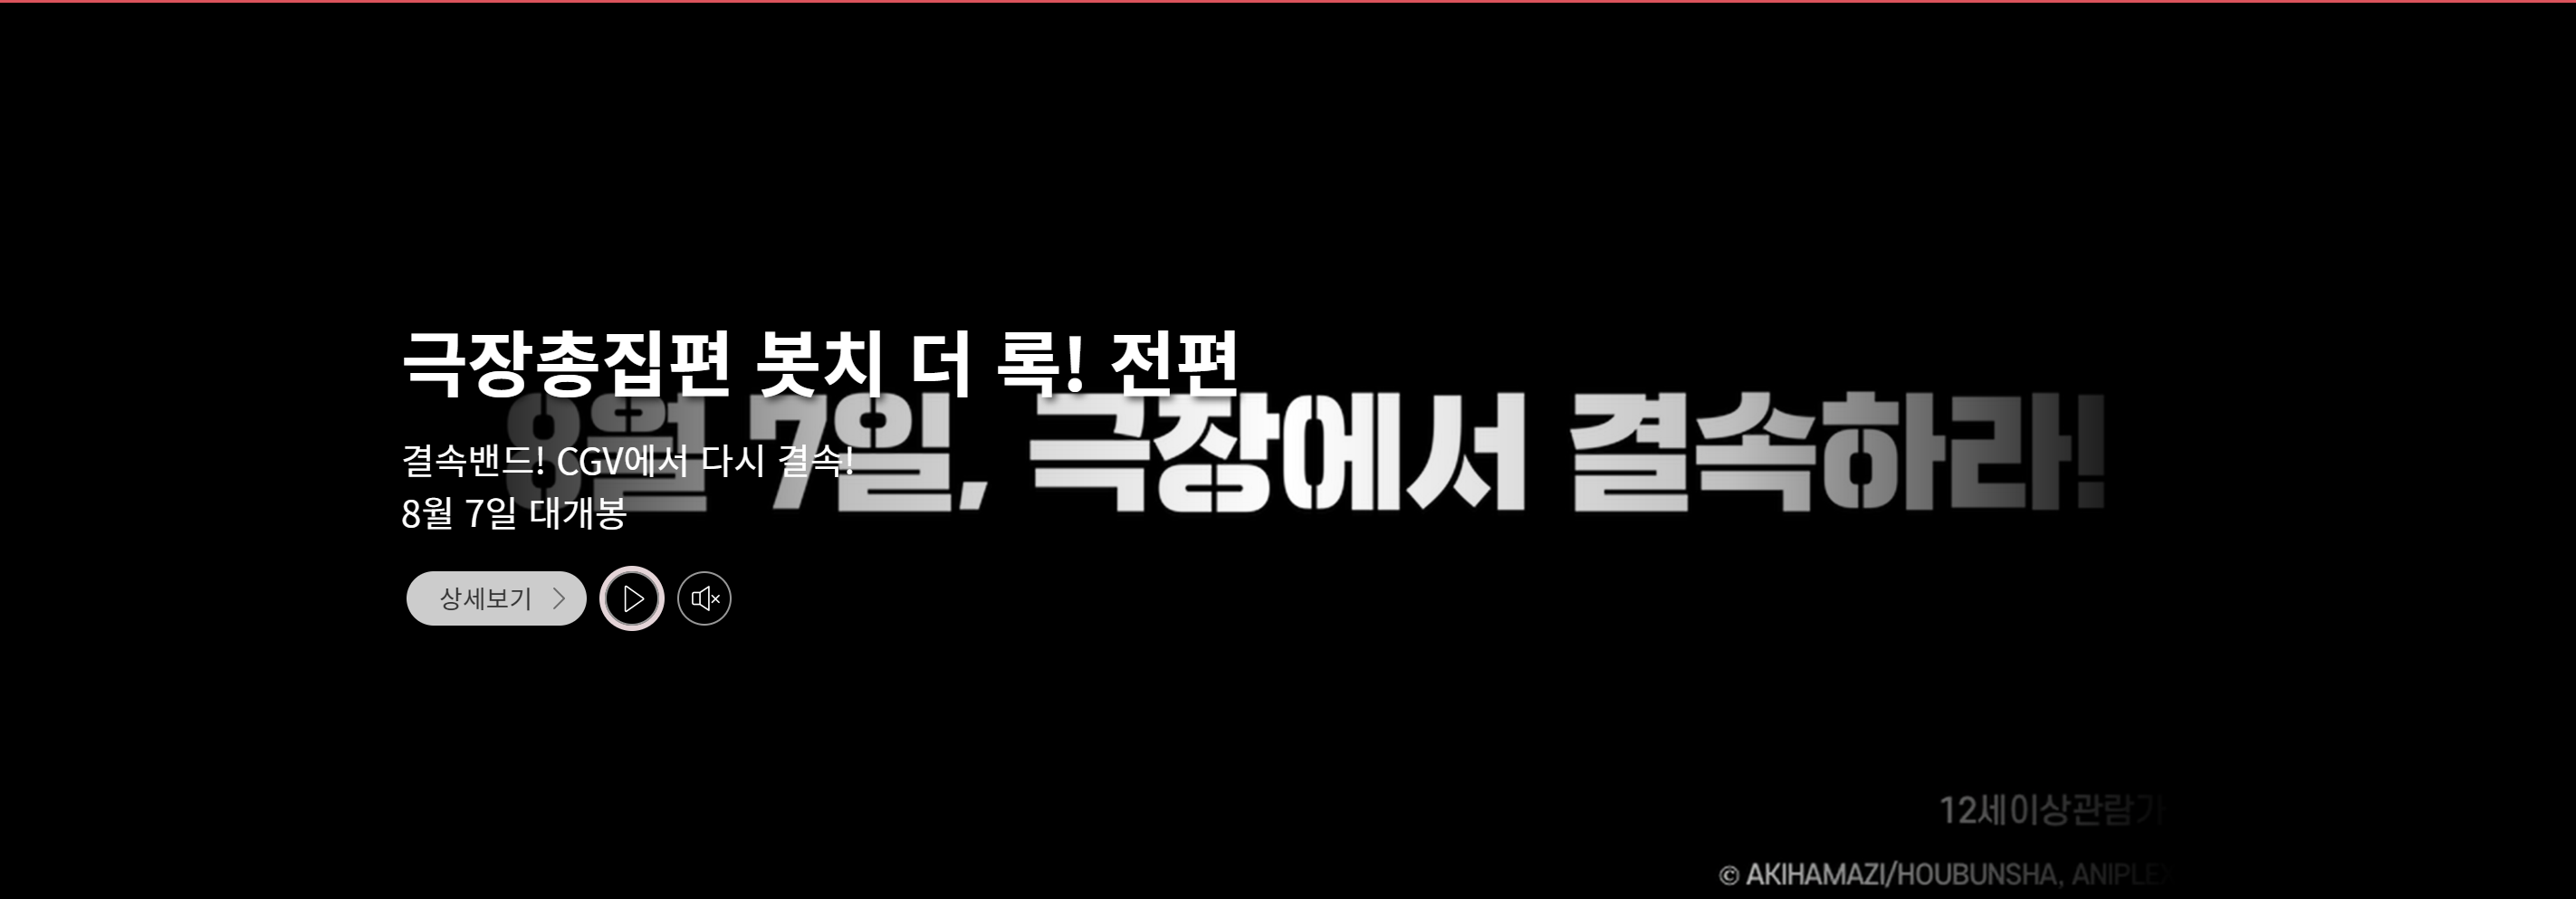 극장총집편 봇치 더 록! 전편
8월 7일, 극장에서 결속하라!
결속밴드! CGV에서 다시 결속!
8월 7일 대개봉
상세보기
12세이상관람가
© AKIHAMAZI/HOUBUNSHA, ANIPLEX